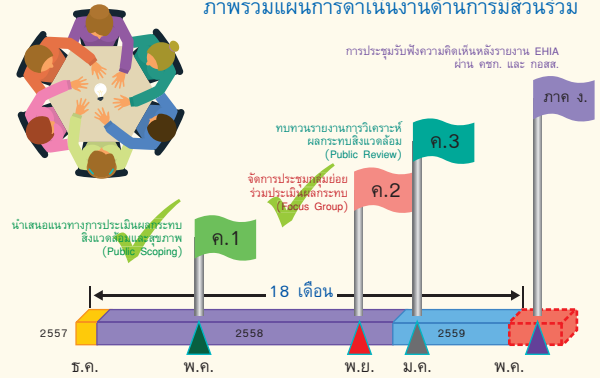 ภาพรวมแผนการดำเนินงานด้านการมีส่วนร่วม
การประชุมรับฟังความคิดเห็นหลังรายงาน EHIA
ผ่าน คชก. และ กอสส.
ภาค ง.
ทบทวนรายงานการวิเคราะห์
ผลกระทบสิ่งแวดล้อม
(Public Review)
ค.3
จัดการประชุมกลุ่มย่อย
ร่วมประเมินผลกระทบ
(Focus Group)
ค.2
นำเสนอแนวทางการประเมินผลกระทบ
สิ่งแวดล้อมและสุขภาพ
(Public Scoping)
ค.1
18 เดือน
2557 2558 2559
ธ.ค. พ.ค. พ.ย. ม.ค. พ.ค.